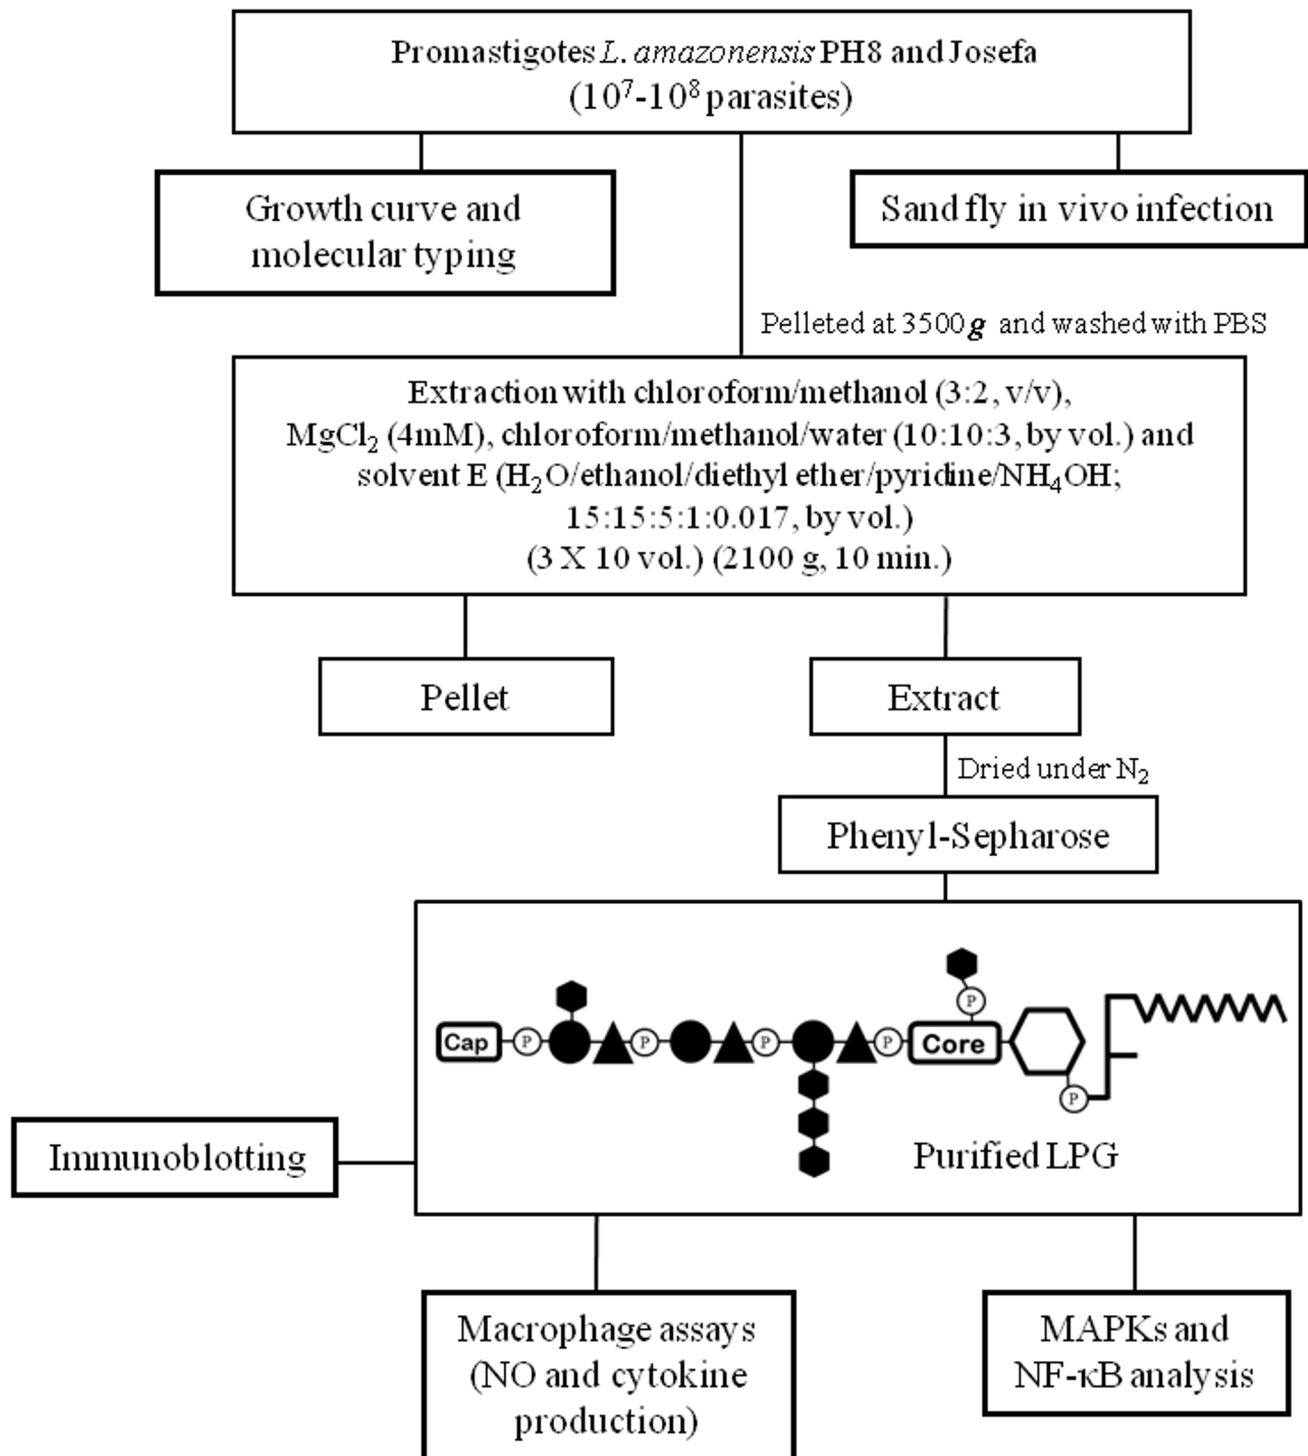 Promastigotes L. amazonensis PH8 and Josefa
(10⁷-10⁸ parasites)
Growth curve and
molecular typing
Sand fly in vivo infection
Pelleted at 3500 g and washed with PBS
Extraction with chloroform/methanol (3:2, v/v),
MgCl₂ (4mM), chloroform/methanol/water (10:10:3, by vol.) and
solvent E (H₂O/ethanol/diethyl ether/pyridine/NH₄OH;
15:15:5:1:0.017, by vol.)
(3 X 10 vol.) (2100 g, 10 min.)
Pellet
Extract
Dried under N₂
Phenyl-Sepharose
P
Cap
P
P
P
P
Core
P
Purified LPG
Immunoblotting
Macrophage assays
(NO and cytokine
production)
MAPKs and
NF-κB analysis